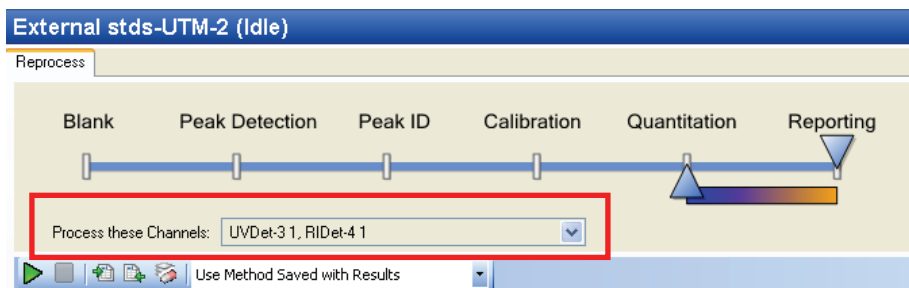 External stds-UTM-2 (Idle)
Reprocess
Blank Peak Detection Peak ID Calibration Quantitation Reporting
Process these Channels: UVDet-3 1, RIDet-4 1
Use Method Saved with Results